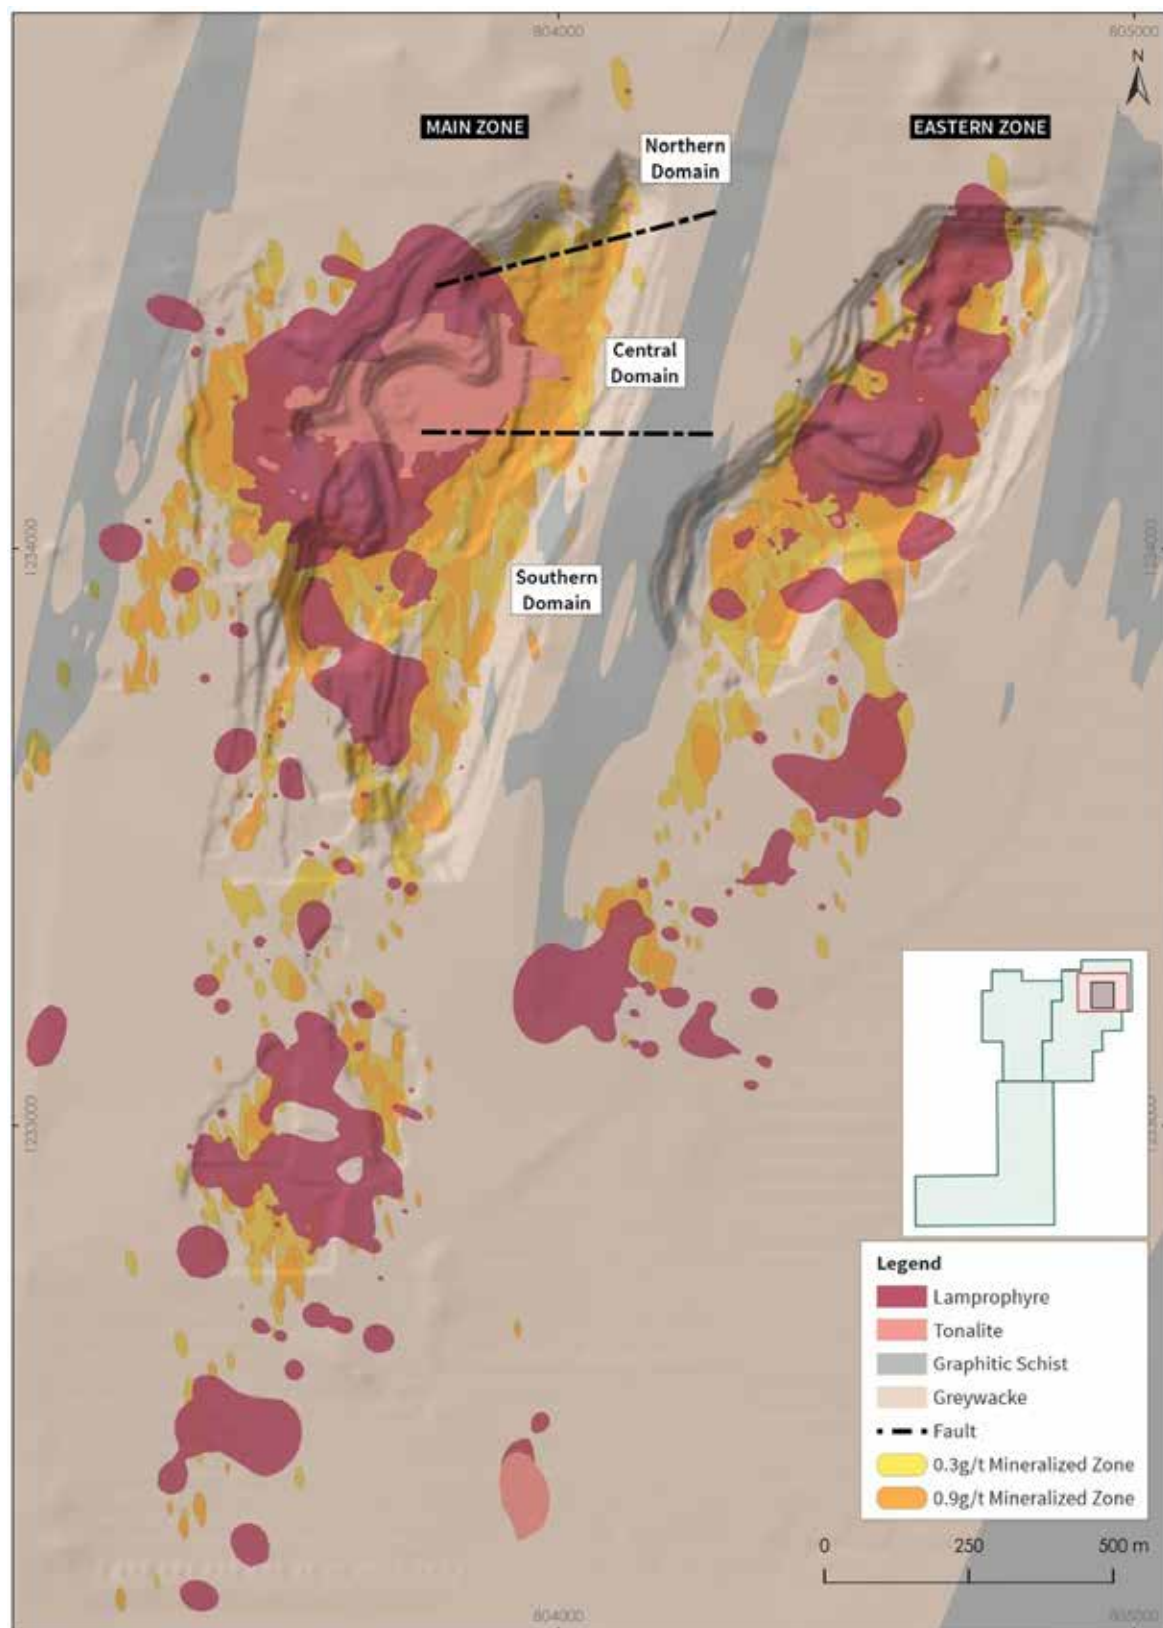 804000
805000
N
MAIN ZONE
EASTERN ZONE
Northern
Domain
Central
Domain
Southern
Domain
1234000
1234000
1233000
1233000
Legend
Lamprophyre
Tonalite
Graphitic Schist
Greywacke
Fault
0.3g/t Mineralized Zone
0.9g/t Mineralized Zone
0
250
500 m
804000
805000